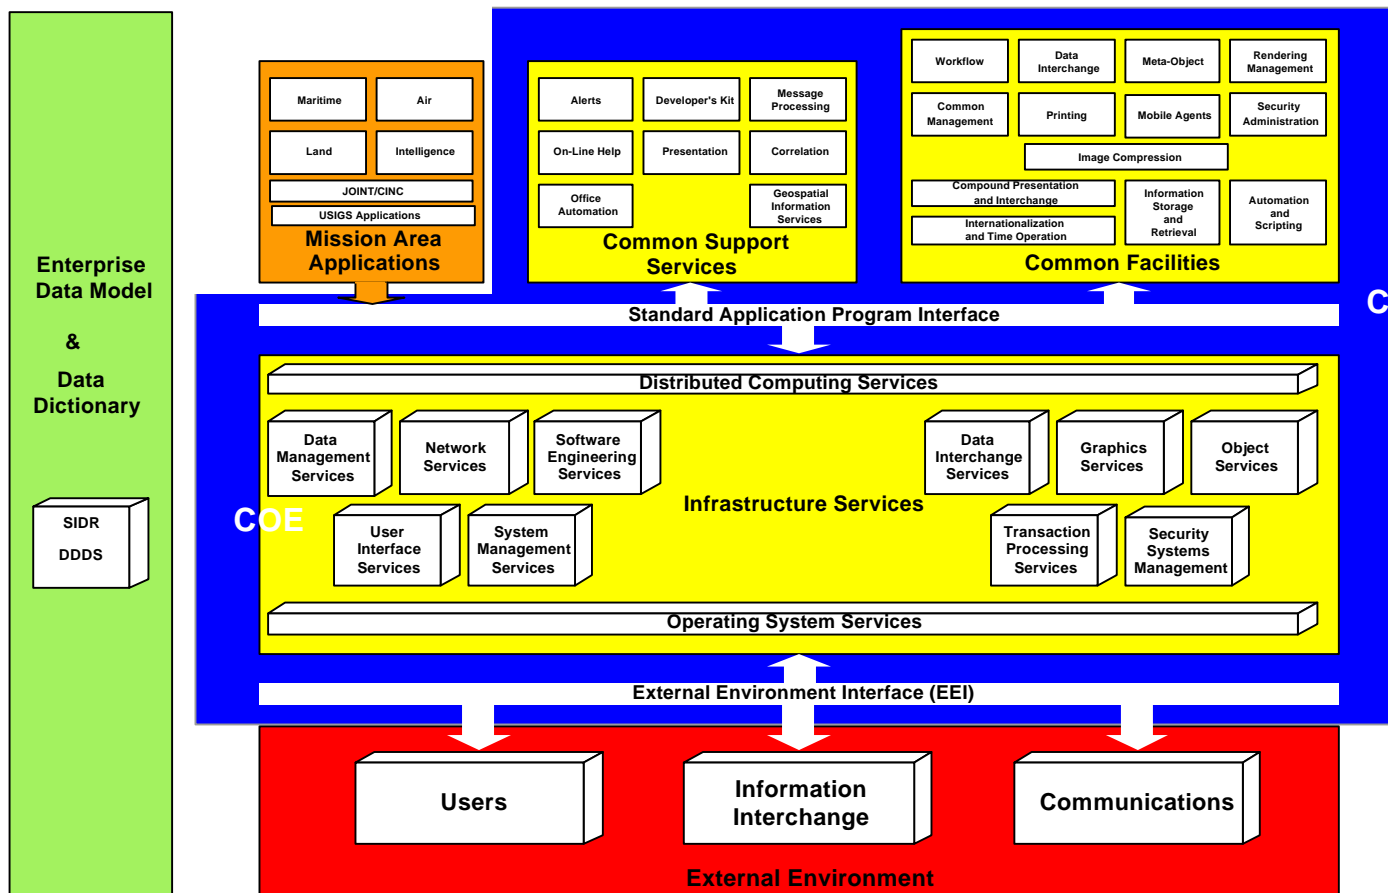 Enterprise
Data Model
&
Data
Dictionary
SIDR
DDDS
Maritime
Air
Land
Intelligence
JOINT/CINC
USIGS Applications
Mission Area
Applications
Alerts
Developer's Kit
Message
Processing
On-Line Help
Presentation
Correlation
Office
Automation
Geospatial
Information
Services
Common Support
Services
Workflow
Data
Interchange
Meta-Object
Rendering
Management
Common
Management
Printing
Mobile Agents
Security
Administration
Image Compression
Compound Presentation
and Interchange
Internationalization
and Time Operation
Information
Storage
and
Retrieval
Automation
and
Scripting
Common Facilities
C
Standard Application Program Interface
Distributed Computing Services
Data
Management
Services
Network
Services
Software
Engineering
Services
Data
Interchange
Services
Graphics
Services
Object
Services
Infrastructure Services
COE
User
Interface
Services
System
Management
Services
Transaction
Processing
Services
Security
Systems
Management
Operating System Services
External Environment Interface (EEI)
Users
Information
Interchange
Communications
External Environment